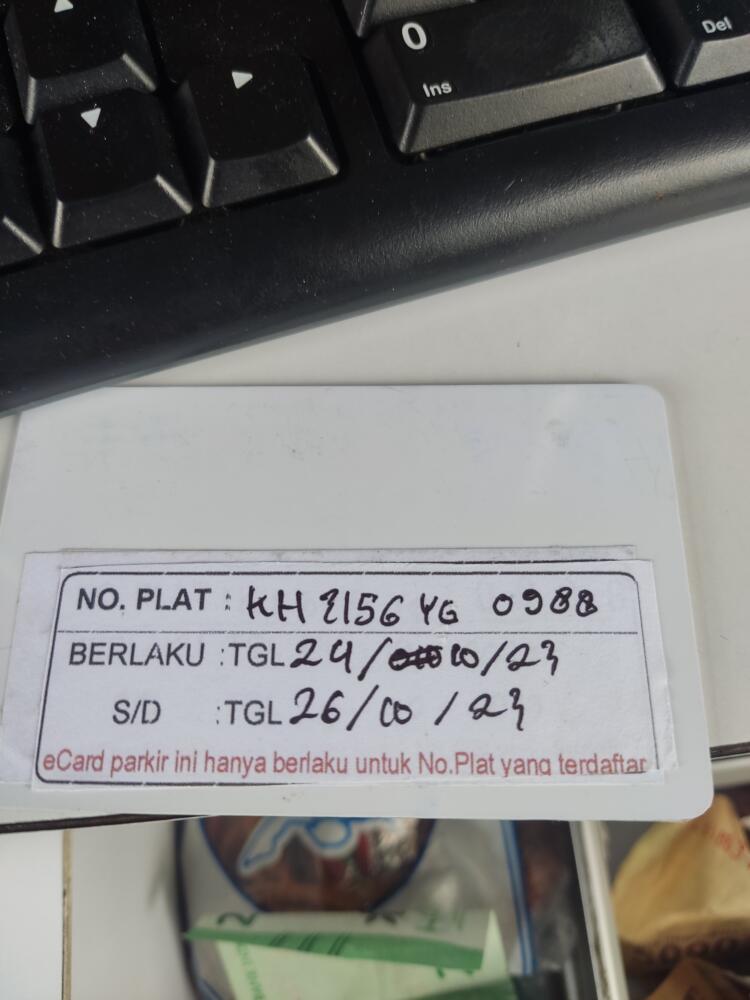 0
Ins
Del
NO. PLAT : KH 2156 YG 0988
BERLAKU : TGL 24/ 10/23
S/D : TGL 26/10/23
eCard parkir ini hanya berlaku untuk No.Plat yang terdaftar